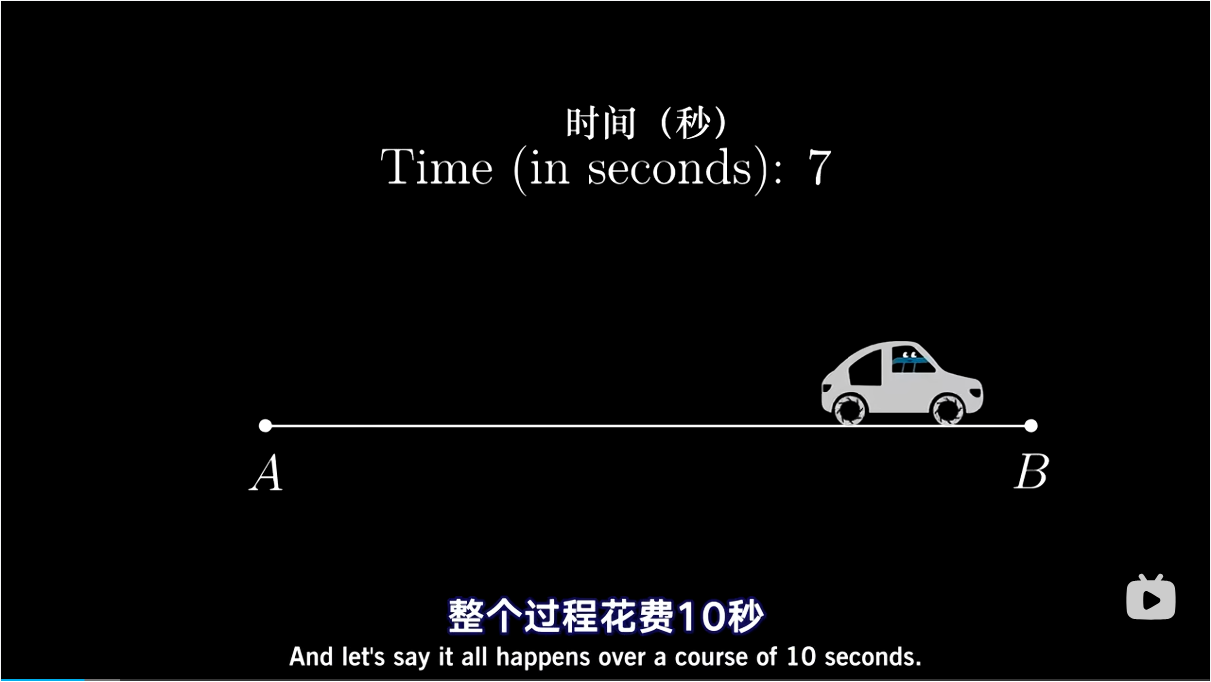 时间（秒）
Time (in seconds): 7
A
B
整个过程花费10秒
And let's say it all happens over a course of 10 seconds.